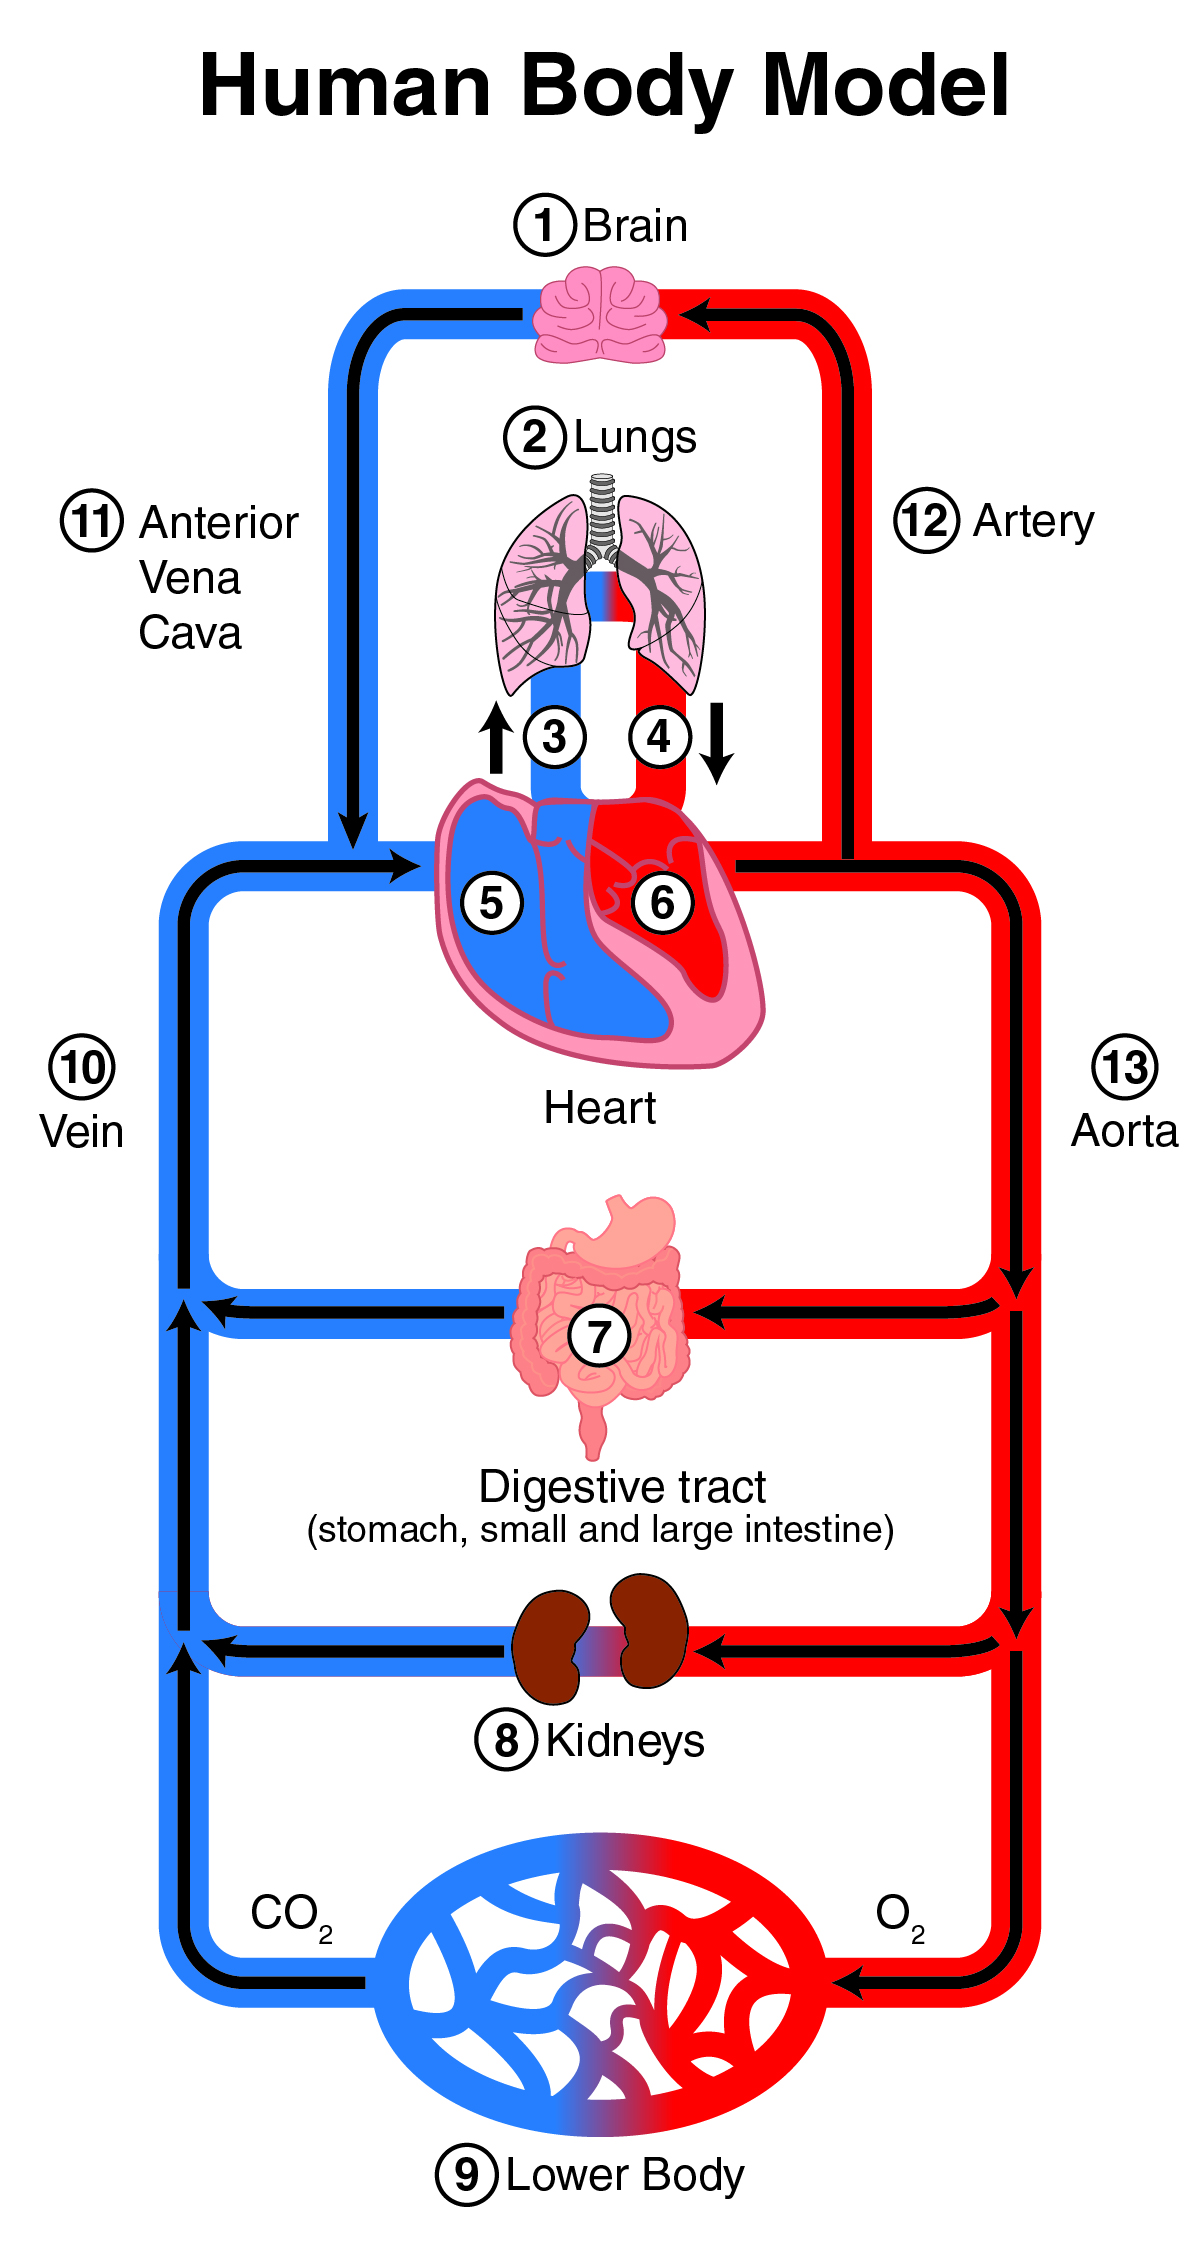 Human Body Model
1 Brain
2 Lungs
11 Anterior
Vena
Cava
12 Artery
3
4
5
6
10
Vein
13
Aorta
Heart
7
Digestive tract
(stomach, small and large intestine)
8 Kidneys
CO2
O2
9 Lower Body